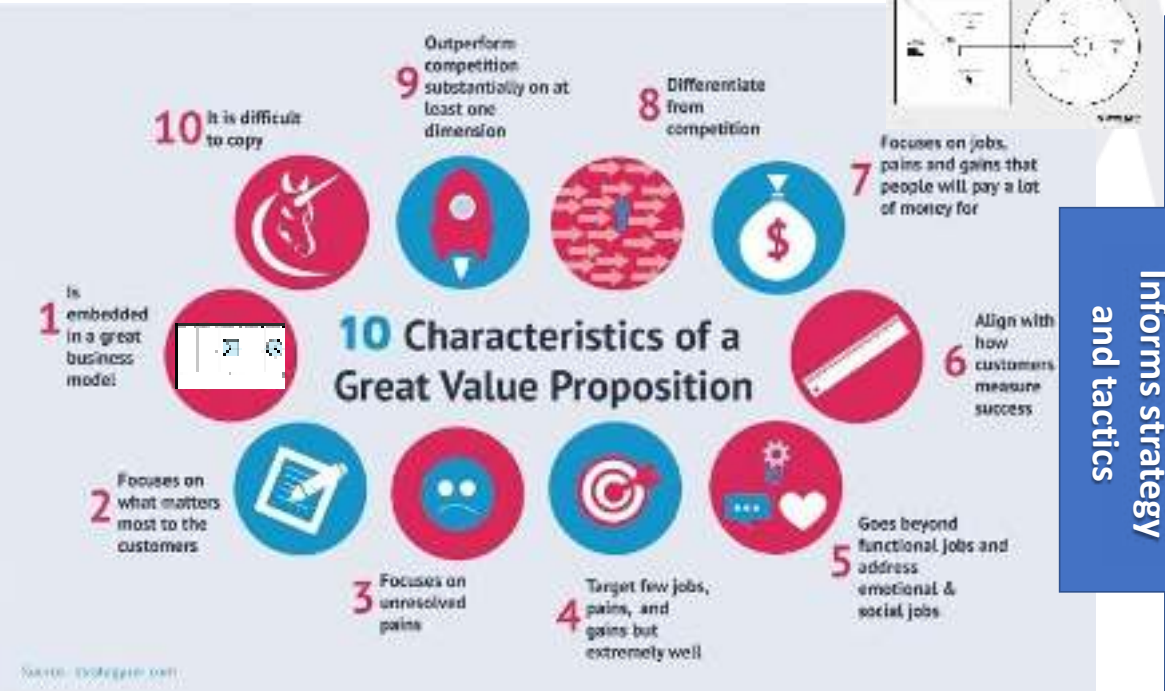 10 Characteristics of a
Great Value Proposition
1
Is
embedded
in a great
business
model
2
Focuses on
what matters
most to the
customers
3
Focuses on
unresolved
pains
4
Target few jobs,
pains, and
gains but
extremely well
5
Goes beyond
functional jobs and
address
emotional &
social jobs
6
Align with
how
customers
measure
success
7
Focuses on jobs,
pains and gains that
people will pay a lot
of money for
8
Differentiate
from
competition
9
Outperform
competition
substantially on at
least one
dimension
10
It is difficult
to copy
$
Informs strategy
and tactics